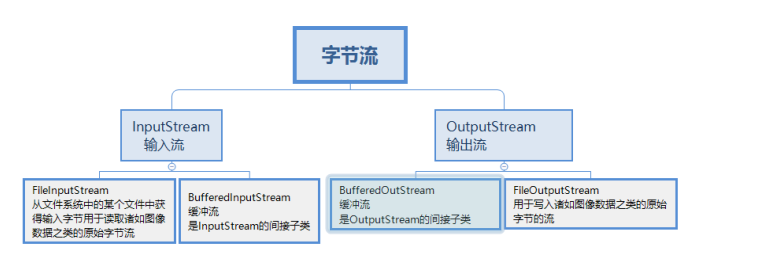 字节流
InputStream
输入流
OutputStream
输出流
FileInputStream
从文件系统中的某个文件中获
得输入字节用于读取诸如图像
数据之类的原始字节流
BufferedInputStream
缓冲流
是InputStream的间接子类
BufferedOutStream
缓冲流
是OutputStream的间接子类
FileOutputStream
用于写入诸如图像数据之类的原始
字节的流